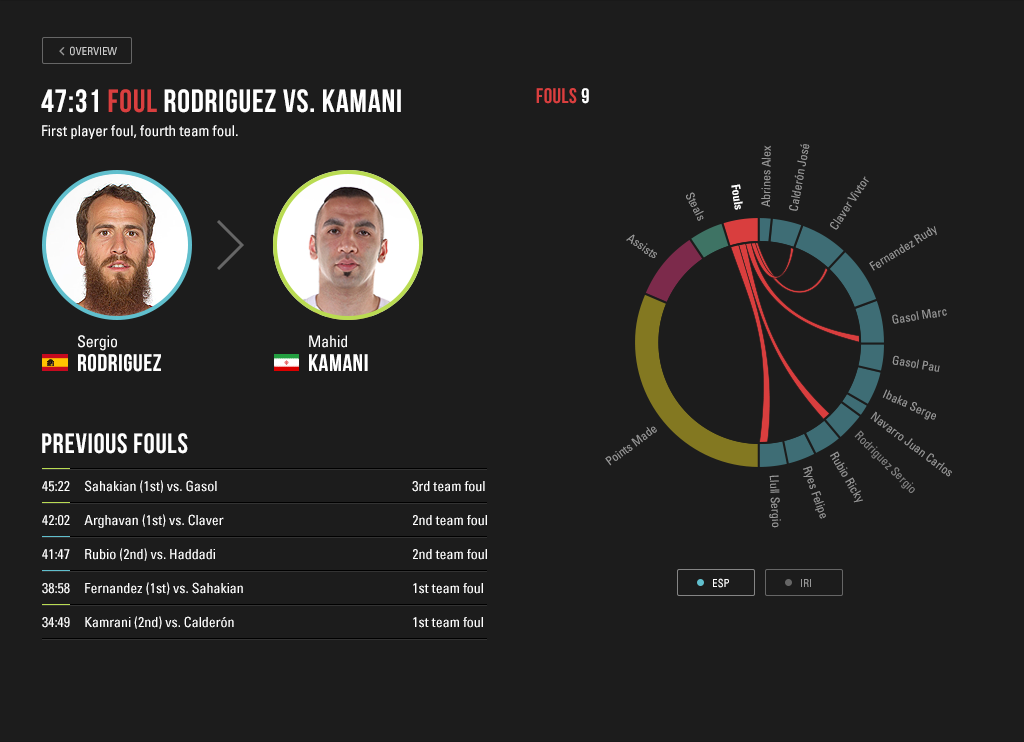 OVERVIEW
47:31 FOUL RODRIGUEZ VS. KAMANI
First player foul, fourth team foul.
Sergio
RODRIGUEZ
Mahid
KAMANI
PREVIOUS FOULS
45:22 Sahakian (1st) vs. Gasol 3rd team foul
42:02 Arghavan (1st) vs. Claver 2nd team foul
41:47 Rubio (2nd) vs. Haddadi 2nd team foul
38:58 Fernandez (1st) vs. Sahakian 1st team foul
34:49 Kamrani (2nd) vs. Calderón 1st team foul
FOULS 9
Points Made
Assists
Steals
Fouls
Abrines Alex
Calderón José
Claver Vivtor
Fernandez Rudy
Gasol Marc
Gasol Pau
Ibaka Serge
Navarro Juan Carlos
Rodriguez Sergio
Rubio Ricky
Ryes Felipe
Llull Sergio
ESP
IRI